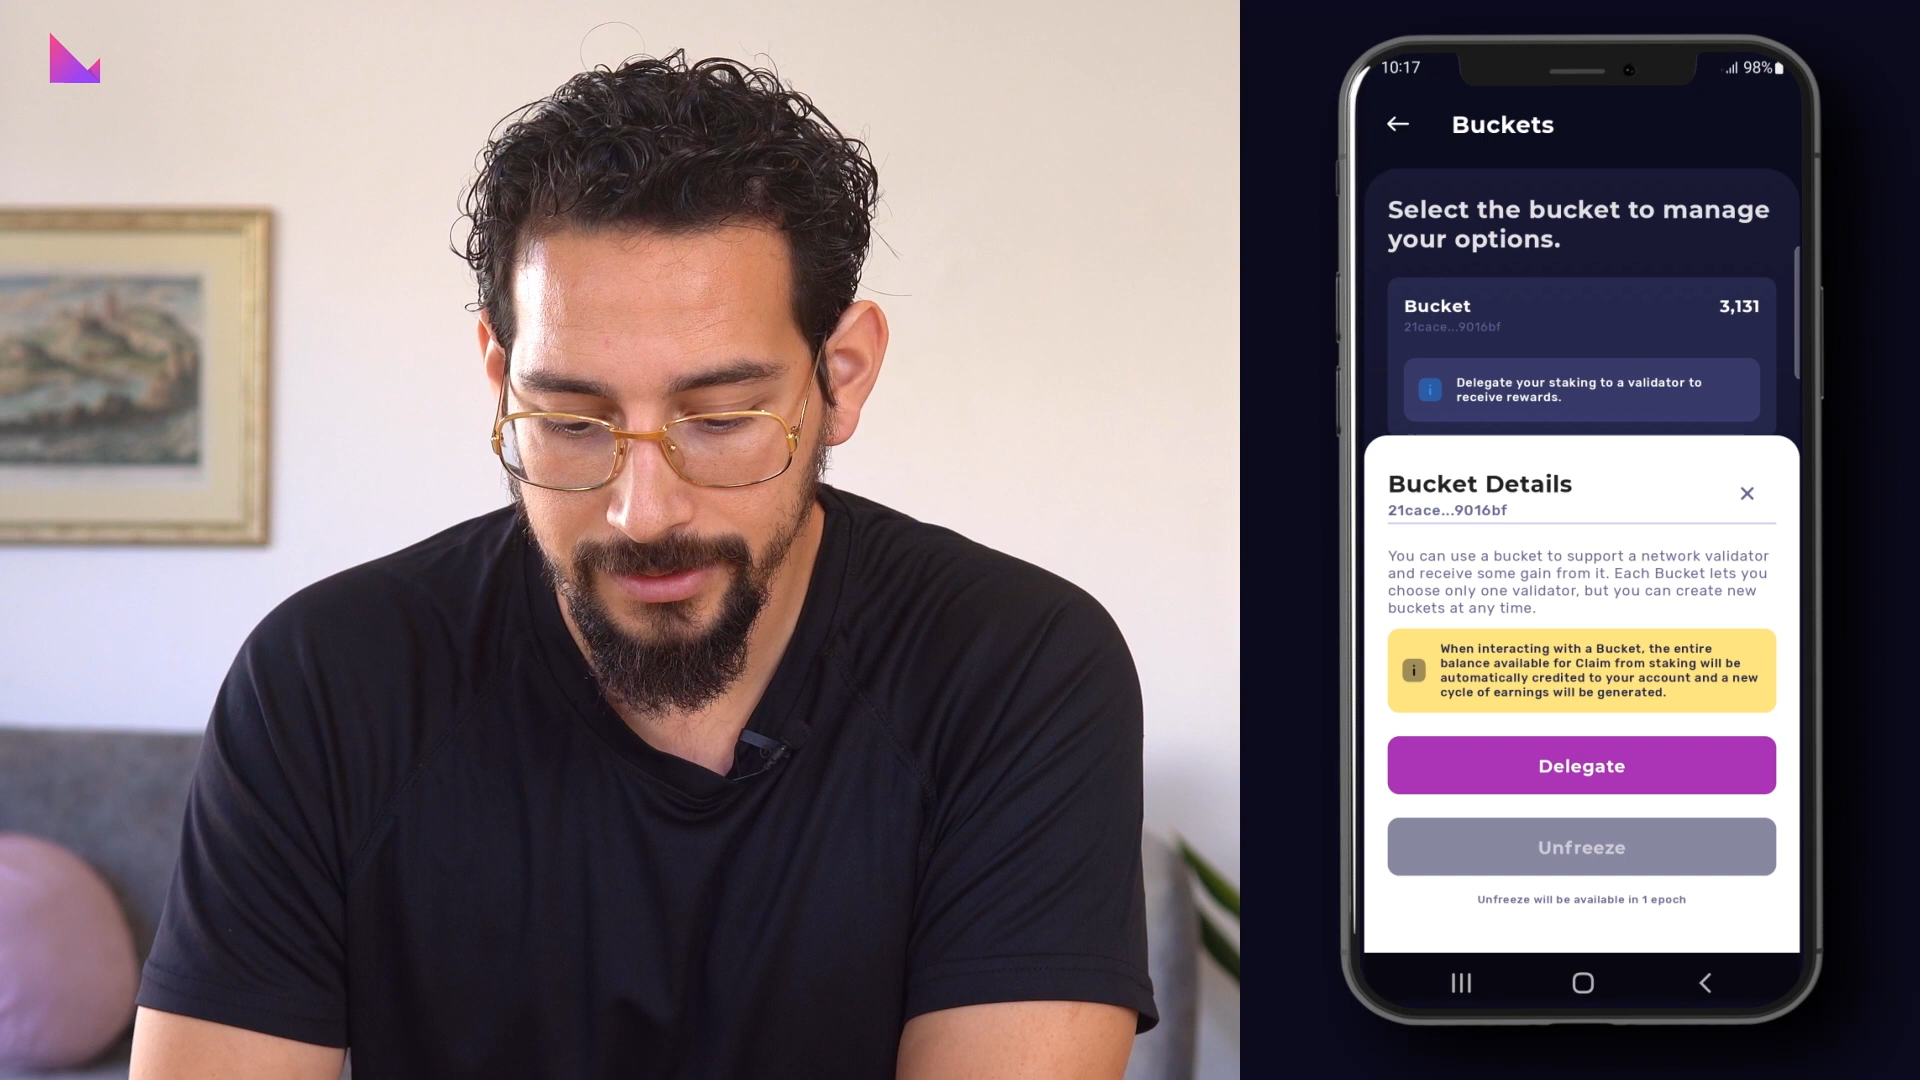 10:17
98%
Buckets
Select the bucket to manage
your options.
Bucket
3,131
21cace...9016bf
Delegate your staking to a validator to
receive rewards.
Bucket Details
21cace...9016bf
You can use a bucket to support a network validator
and receive some gain from it. Each Bucket lets you
choose only one validator, but you can create new
buckets at any time.
When interacting with a Bucket, the entire
balance available for Claim from staking will be
automatically credited to your account and a new
cycle of earnings will be generated.
Delegate
Unfreeze
Unfreeze will be available in 1 epoch